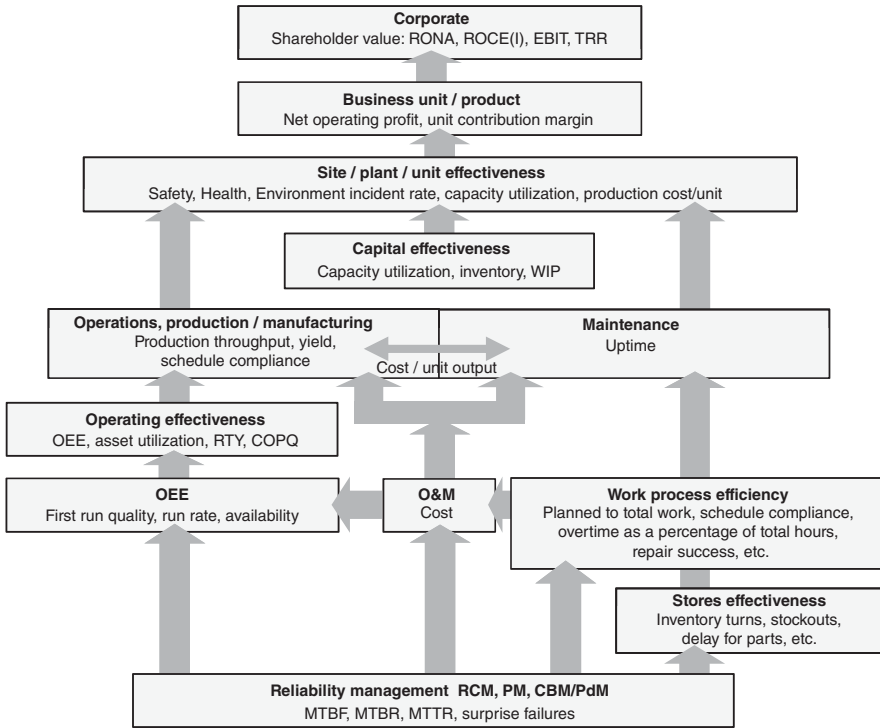 Corporate
Shareholder value: RONA, ROCE(I), EBIT, TRR
Business unit / product
Net operating profit, unit contribution margin
Site / plant / unit effectiveness
Safety, Health, Environment incident rate, capacity utilization, production cost/unit
Capital effectiveness
Capacity utilization, inventory, WIP
Operations, production / manufacturing
Production throughput, yield,
schedule compliance
Maintenance
Uptime
Cost / unit output
Operating effectiveness
OEE, asset utilization, RTY, COPQ
OEE
First run quality, run rate, availability
O&M
Cost
Work process efficiency
Planned to total work, schedule compliance,
overtime as a percentage of total hours,
repair success, etc.
Stores effectiveness
Inventory turns, stockouts,
delay for parts, etc.
Reliability management RCM, PM, CBM/PdM
MTBF, MTBR, MTTR, surprise failures